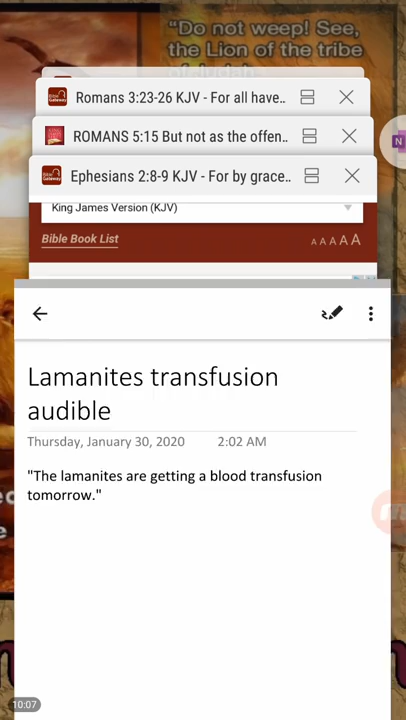 "Do not weep! See,
the Lion of the tribe
of Judah
Romans 3:23-26 KJV - For all have..
ROMANS 5:15 But not as the offen..
Ephesians 2:8-9 KJV - For by grace..
King James Version (KJV)
Bible Book List
A A A A A
Lamanites transfusion
audible
Thursday, January 30, 2020 2:02 AM
"The lamanites are getting a blood transfusion
tomorrow."
10:07